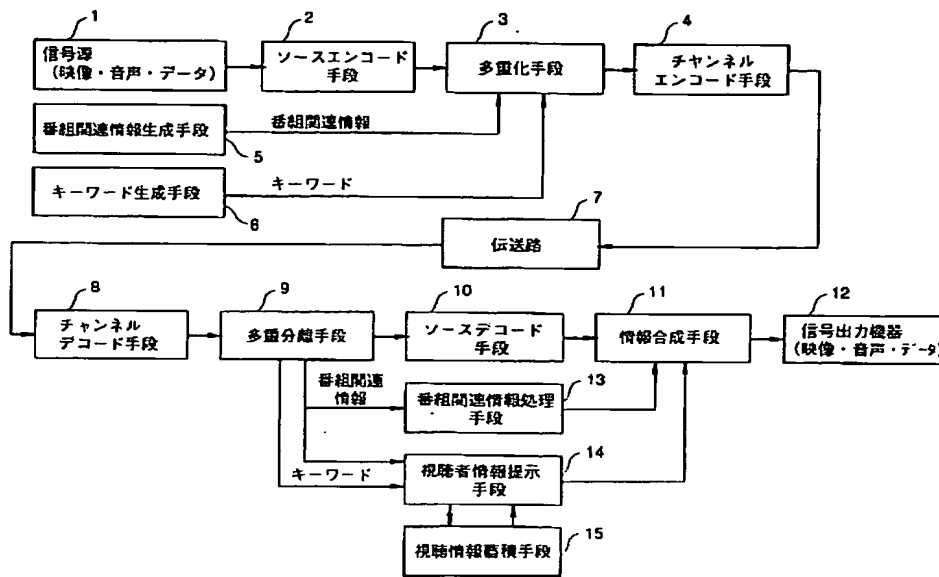 1
2
3
4
信号源
(映像・音声・データ)
ソースエンコード
手段
多重化手段
チャンネル
エンコード手段
番組関連情報生成手段
5
番組関連情報
キーワード生成手段
6
キーワード
7
伝送路
8
9
10
11
12
チャンネル
デコード手段
多重分離手段
ソースデコード
手段
情報合成手段
信号出力機器
(映像・音声・データ)
番組関連
情報
13
番組関連情報処理
手段
キーワード
14
視聴者情報提示
手段
視聴情報蓄積手段
15